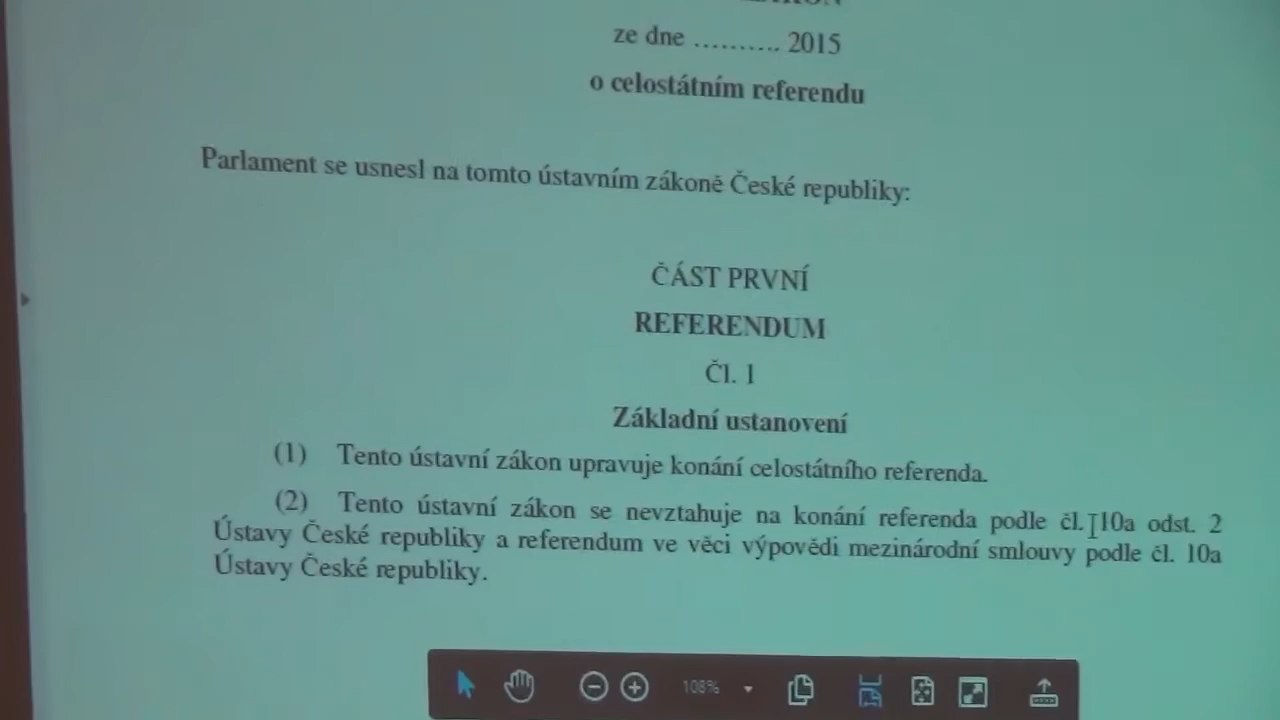 ze dne .......... 2015
o celostátním referendu
Parlament se usnesl na tomto ústavním zákoně České republiky:
ČÁST PRVNÍ
REFERENDUM
Čl. 1
Základní ustanovení
(1) Tento ústavní zákon upravuje konání celostátního referenda.
(2) Tento ústavní zákon se nevztahuje na konání referenda podle čl. 10a odst. 2
Ústavy České republiky a referendum ve věci výpovědi mezinárodní smlouvy podle čl. 10a
Ústavy České republiky.
108%